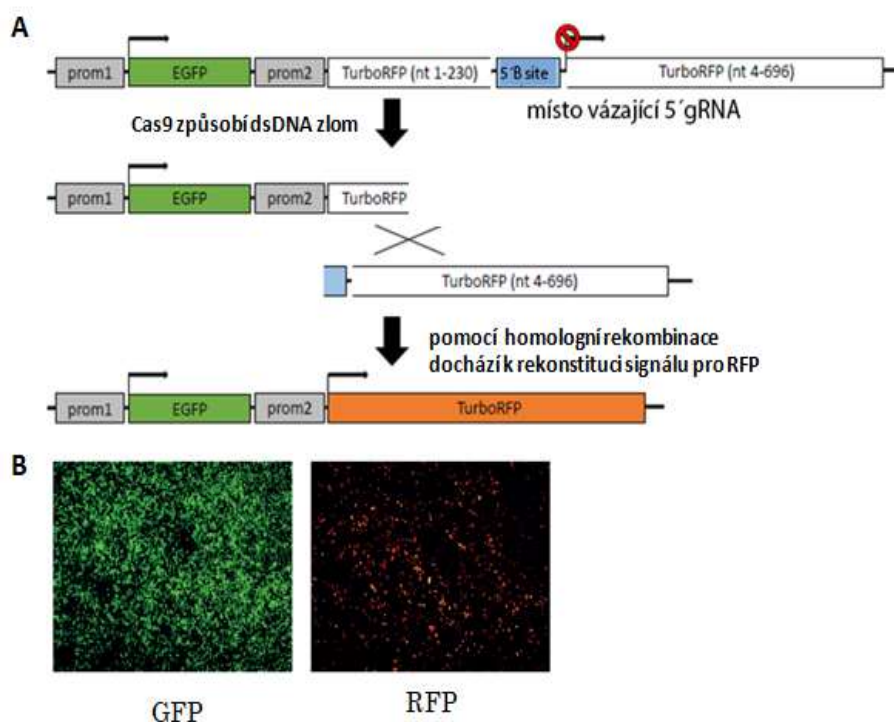 A
prom1 EGFP prom2 TurboRFP (nt 1-230) 5´B site TurboRFP (nt 4-696)
Cas9 způsobí dsDNA zlom
místo vázající 5´gRNA
prom1 EGFP prom2 TurboRFP
TurboRFP (nt 4-696)
pomocí homologní rekombinace
dochází k rekonstituci signálu pro RFP
prom1 EGFP prom2 TurboRFP
B
GFP RFP